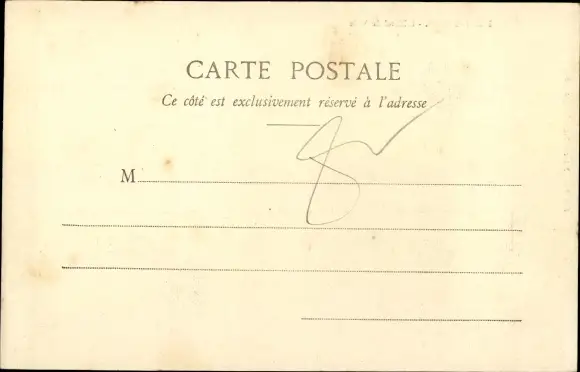 CARTE POSTALE
Ce côté est exclusivement réservé à l'adresse
M